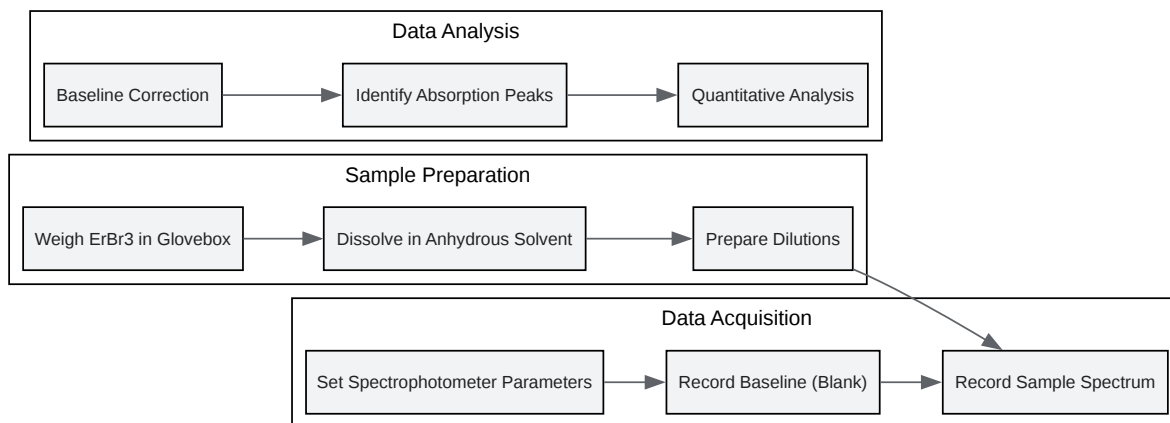 Data Analysis
Baseline Correction
Identify Absorption Peaks
Quantitative Analysis
Sample Preparation
Weigh ErBr3 in Glovebox
Dissolve in Anhydrous Solvent
Prepare Dilutions
Data Acquisition
Set Spectrophotometer Parameters
Record Baseline (Blank)
Record Sample Spectrum